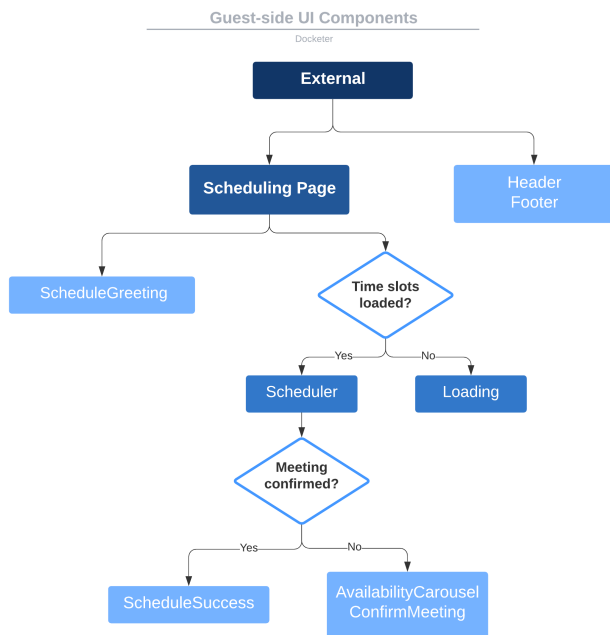 Guest-side UI Components
Docketer
External
Scheduling Page
Header
Footer
ScheduleGreeting
Time slots
loaded?
Yes
No
Scheduler
Loading
Meeting
confirmed?
Yes
No
ScheduleSuccess
AvailabilityCarousel
ConfirmMeeting